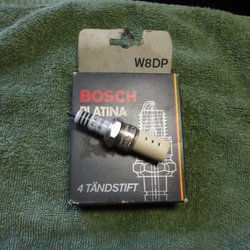 W8DP
BOSCH
PLATINA
4 TÄNDSTIFT